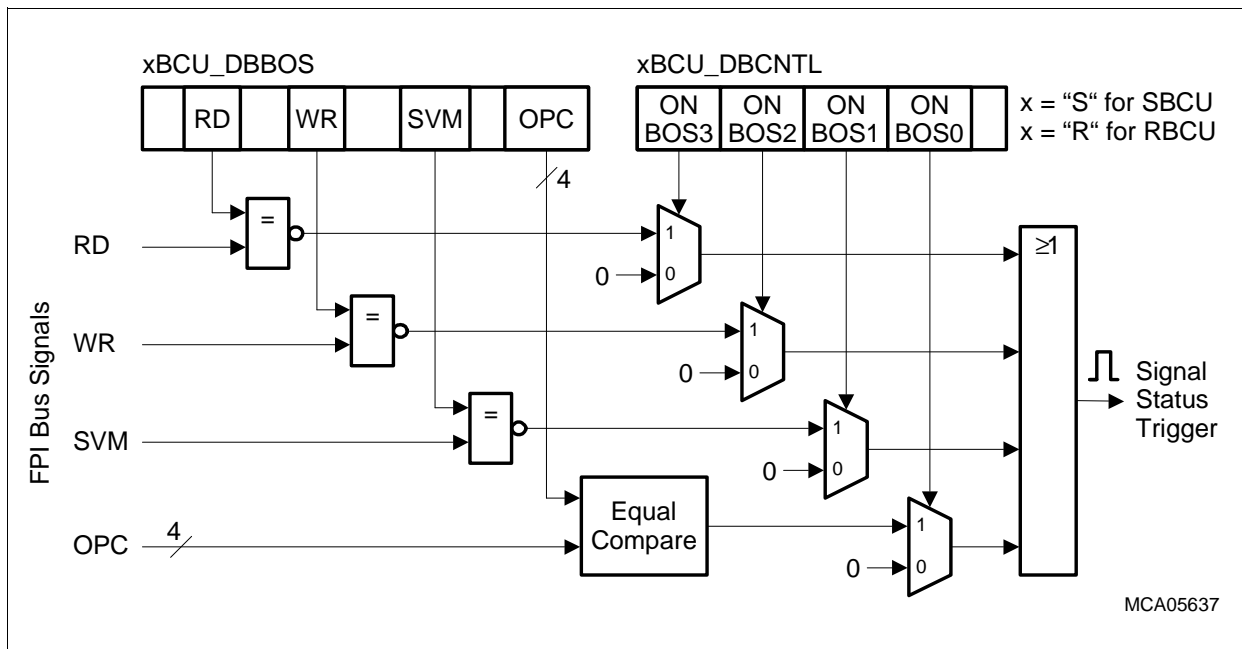 xBCU_DBBOS
xBCU_DBCNTL
RD
WR
SVM
OPC
ON
BOS3
ON
BOS2
ON
BOS1
ON
BOS0
x = “S“ for SBCU
x = “R“ for RBCU
4
FPI Bus Signals
RD
=
1
0
0
≥1
WR
=
1
0
0
SVM
=
1
0
0
Signal
Status
Trigger
OPC
4
Equal
Compare
1
0
0
MCA05637